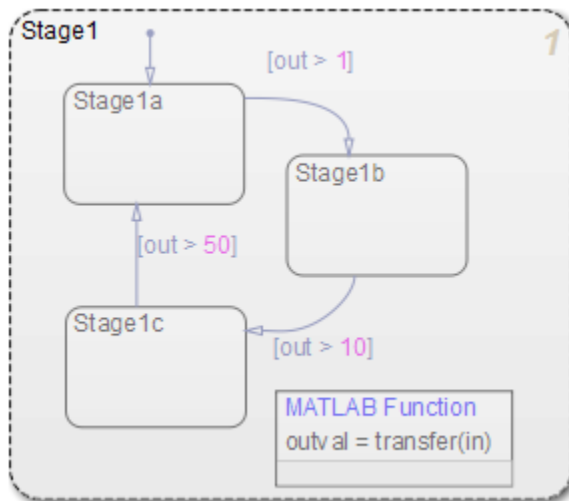 Stage1
1
[out > 1]
Stage1a
Stage1b
[out > 50]
Stage1c
[out > 10]
MATLAB Function
outval = transfer(in)